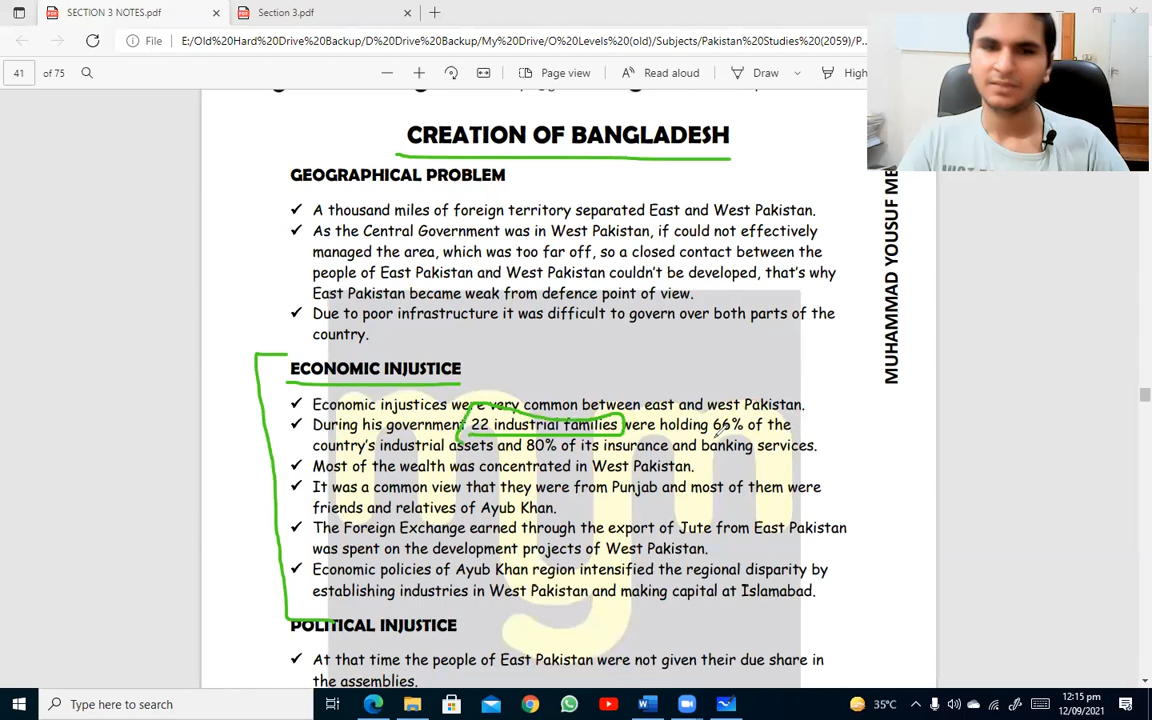 SECTION 3 NOTES.pdf
Section 3.pdf
File
E:/Old%20Hard%20Drive%20Backup/D%20Drive%20Backup/My%20Drive/O%20Levels%20(old)/Subjects/Pakistan%20Studies%20(2059)/P...
41 of 75
Page view
Read aloud
Draw
High
CREATION OF BANGLADESH
GEOGRAPHICAL PROBLEM
✓ A thousand miles of foreign territory separated East and West Pakistan.
✓ As the Central Government was in West Pakistan, if could not effectively
managed the area, which was too far off, so a closed contact between the
people of East Pakistan and West Pakistan couldn't be developed, that's why
East Pakistan became weak from defence point of view.
✓ Due to poor infrastructure it was difficult to govern over both parts of the
country.
ECONOMIC INJUSTICE
✓ Economic injustices were very common between east and west Pakistan.
✓ During his government 22 industrial families were holding 66% of the
country's industrial assets and 80% of its insurance and banking services.
✓ Most of the wealth was concentrated in West Pakistan.
✓ It was a common view that they were from Punjab and most of them were
friends and relatives of Ayub Khan.
✓ The Foreign Exchange earned through the export of Jute from East Pakistan
was spent on the development projects of West Pakistan.
✓ Economic policies of Ayub Khan region intensified the regional disparity by
establishing industries in West Pakistan and making capital at Islamabad.
POLITICAL INJUSTICE
✓ At that time the people of East Pakistan were not given their due share in
the assemblies.
MUHAMMAD YOUSUF ME
mym
Type here to search
35°C
12:15 pm
12/09/2021